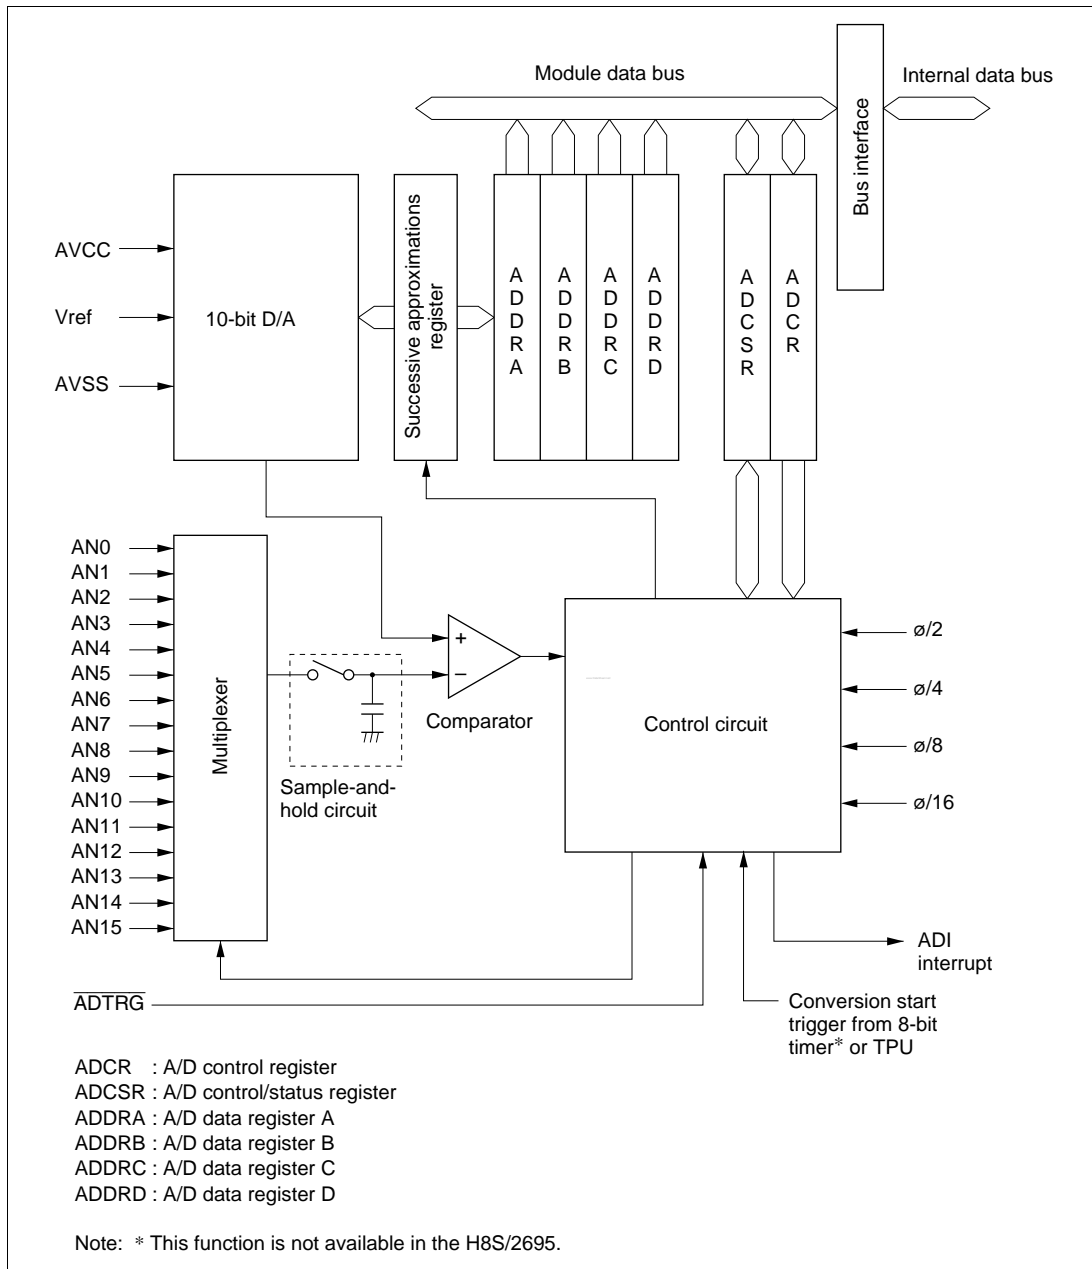 Module data bus
Internal data bus
Bus interface
AVCC
Vref
AVSS
10-bit D/A
Successive approximations
register
ADDRA
ADDRB
ADDRC
ADDRD
ADCSR
ADCR
AN0
AN1
AN2
AN3
AN4
AN5
AN6
AN7
AN8
AN9
AN10
AN11
AN12
AN13
AN14
AN15
Multiplexer
Sample-and-
hold circuit
+
−
Comparator
Control circuit
ø/2
ø/4
ø/8
ø/16
ADI
interrupt
ADTRG
Conversion start
trigger from 8-bit
timer* or TPU
ADCR : A/D control register
ADCSR : A/D control/status register
ADDRA : A/D data register A
ADDRB : A/D data register B
ADDRC : A/D data register C
ADDRD : A/D data register D
Note: * This function is not available in the H8S/2695.